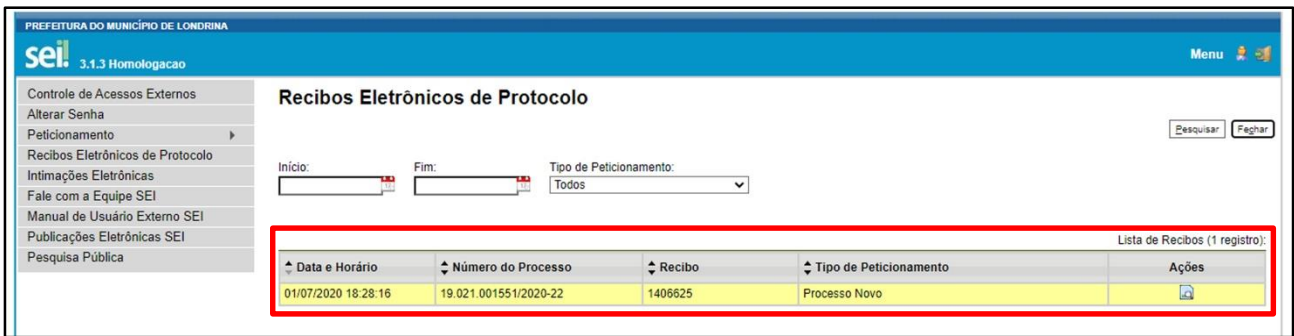 PREFEITURA DO MUNICÍPIO DE LONDRINA
sei! 3.1.3 Homologacao
Menu
Controle de Acessos Externos
Alterar Senha
Peticionamento
Recibos Eletrônicos de Protocolo
Intimações Eletrônicas
Fale com a Equipe SEI
Manual de Usuário Externo SEI
Publicações Eletrônicas SEI
Pesquisa Pública
Recibos Eletrônicos de Protocolo
Pesquisar Fechar
Início: Fim: Tipo de Peticionamento:
Todos
Lista de Recibos (1 registro):
Data e Horário Número do Processo Recibo Tipo de Peticionamento Ações
01/07/2020 18:28:16 19.021.001551/2020-22 1406625 Processo Novo